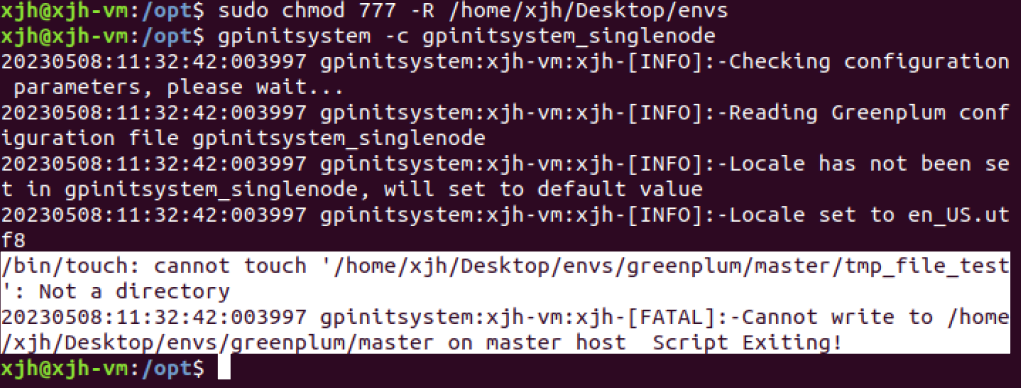 xjh@xjh-vm:/opt$ sudo chmod 777 -R /home/xjh/Desktop/envs
xjh@xjh-vm:/opt$ gpinitsystem -c gpinitsystem_singlenode
20230508:11:32:42:003997 gpinitsystem:xjh-vm:xjh-[INFO]:-Checking configuration
 parameters, please wait...
20230508:11:32:42:003997 gpinitsystem:xjh-vm:xjh-[INFO]:-Reading Greenplum conf
iguration file gpinitsystem_singlenode
20230508:11:32:42:003997 gpinitsystem:xjh-vm:xjh-[INFO]:-Locale has not been se
t in gpinitsystem_singlenode, will set to default value
20230508:11:32:42:003997 gpinitsystem:xjh-vm:xjh-[INFO]:-Locale set to en_US.ut
f8
/bin/touch: cannot touch '/home/xjh/Desktop/envs/greenplum/master/tmp_file_test
': Not a directory
20230508:11:32:42:003997 gpinitsystem:xjh-vm:xjh-[FATAL]:-Cannot write to /home
/xjh/Desktop/envs/greenplum/master on master host  Script Exiting!
xjh@xjh-vm:/opt$